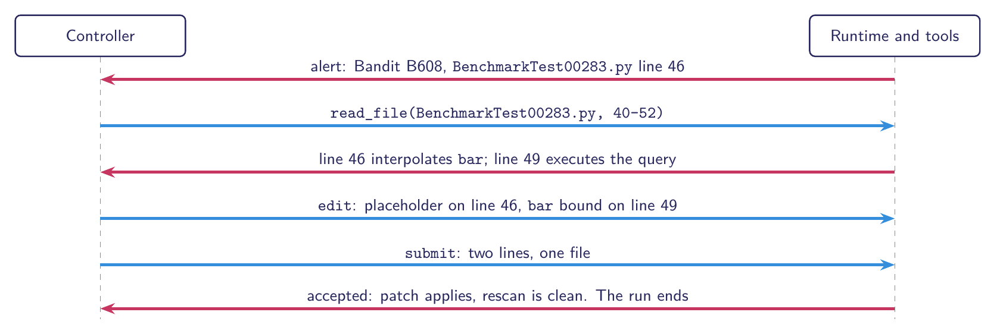 Controller
Runtime and tools
alert: Bandit B608, BenchmarkTest00283.py line 46
read_file(BenchmarkTest00283.py, 40-52)
line 46 interpolates bar; line 49 executes the query
edit: placeholder on line 46, bar bound on line 49
submit: two lines, one file
accepted: patch applies, rescan is clean. The run ends